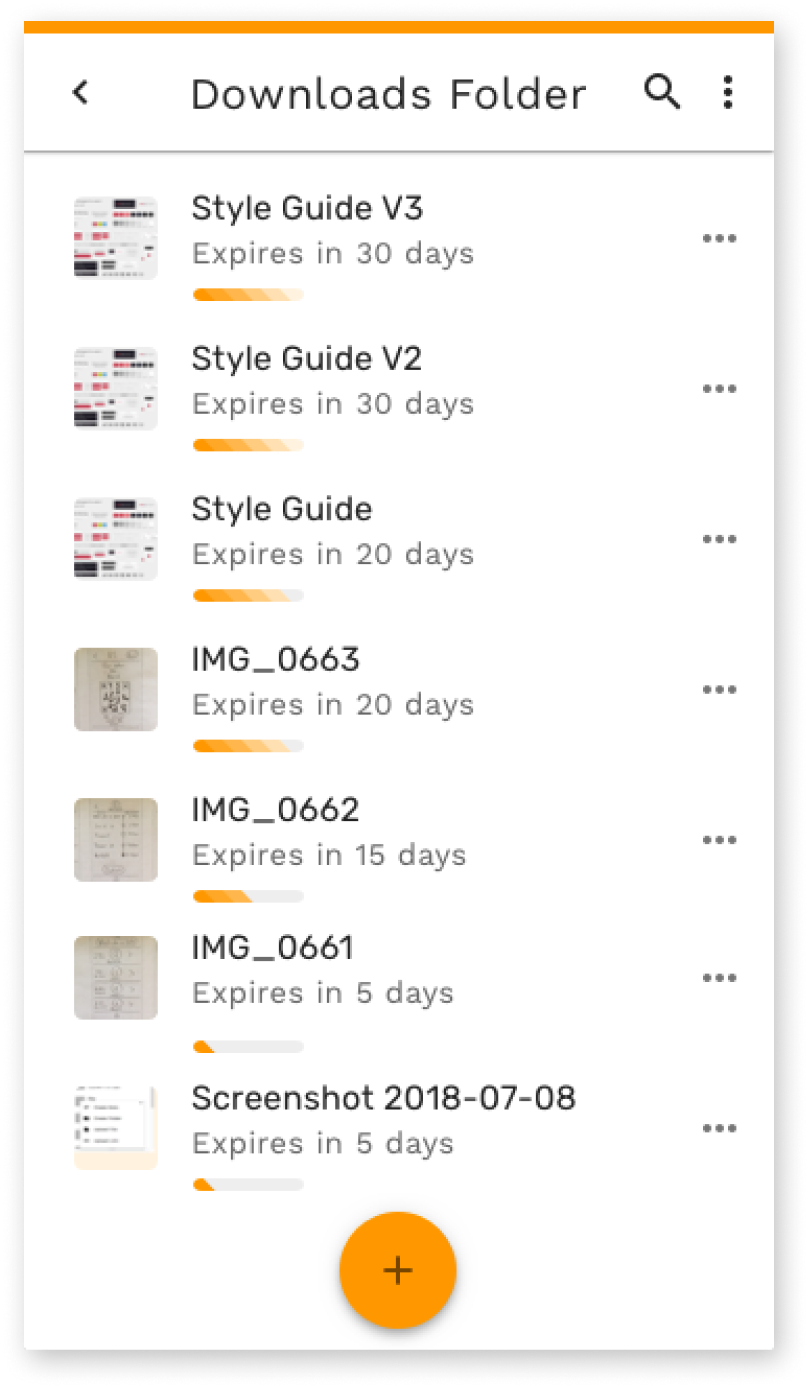 Downloads Folder
Style Guide V3
Expires in 30 days
Style Guide V2
Expires in 30 days
Style Guide
Expires in 20 days
IMG_0663
Expires in 20 days
IMG_0662
Expires in 15 days
IMG_0661
Expires in 5 days
Screenshot 2018-07-08
Expires in 5 days